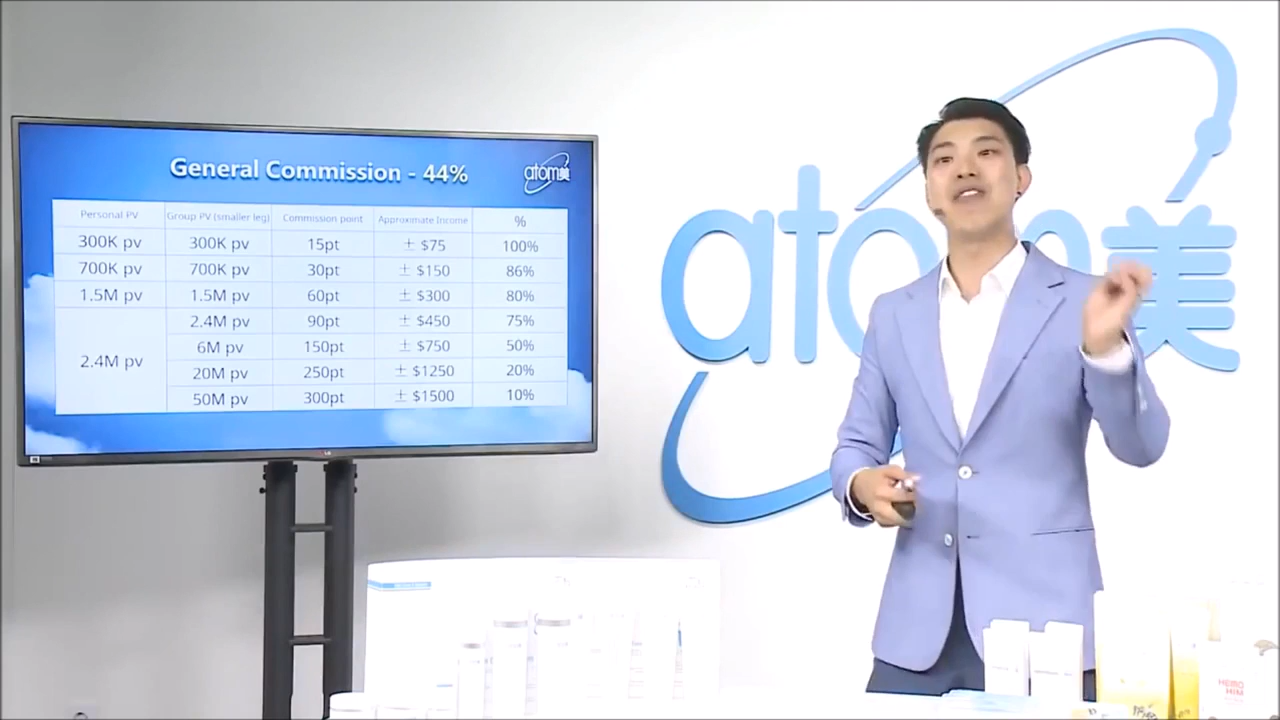 General Commission - 44%
atom美
Personal PV Group PV (smaller leg) Commission point Approximate Income %
300K pv 300K pv 15pt ± $75 100%
700K pv 700K pv 30pt ± $150 86%
1.5M pv 1.5M pv 60pt ± $300 80%
2.4M pv 2.4M pv 90pt ± $450 75%
6M pv 150pt ± $750 50%
20M pv 250pt ± $1250 20%
50M pv 300pt ± $1500 10%
LG
atom美
HEMO
HIM